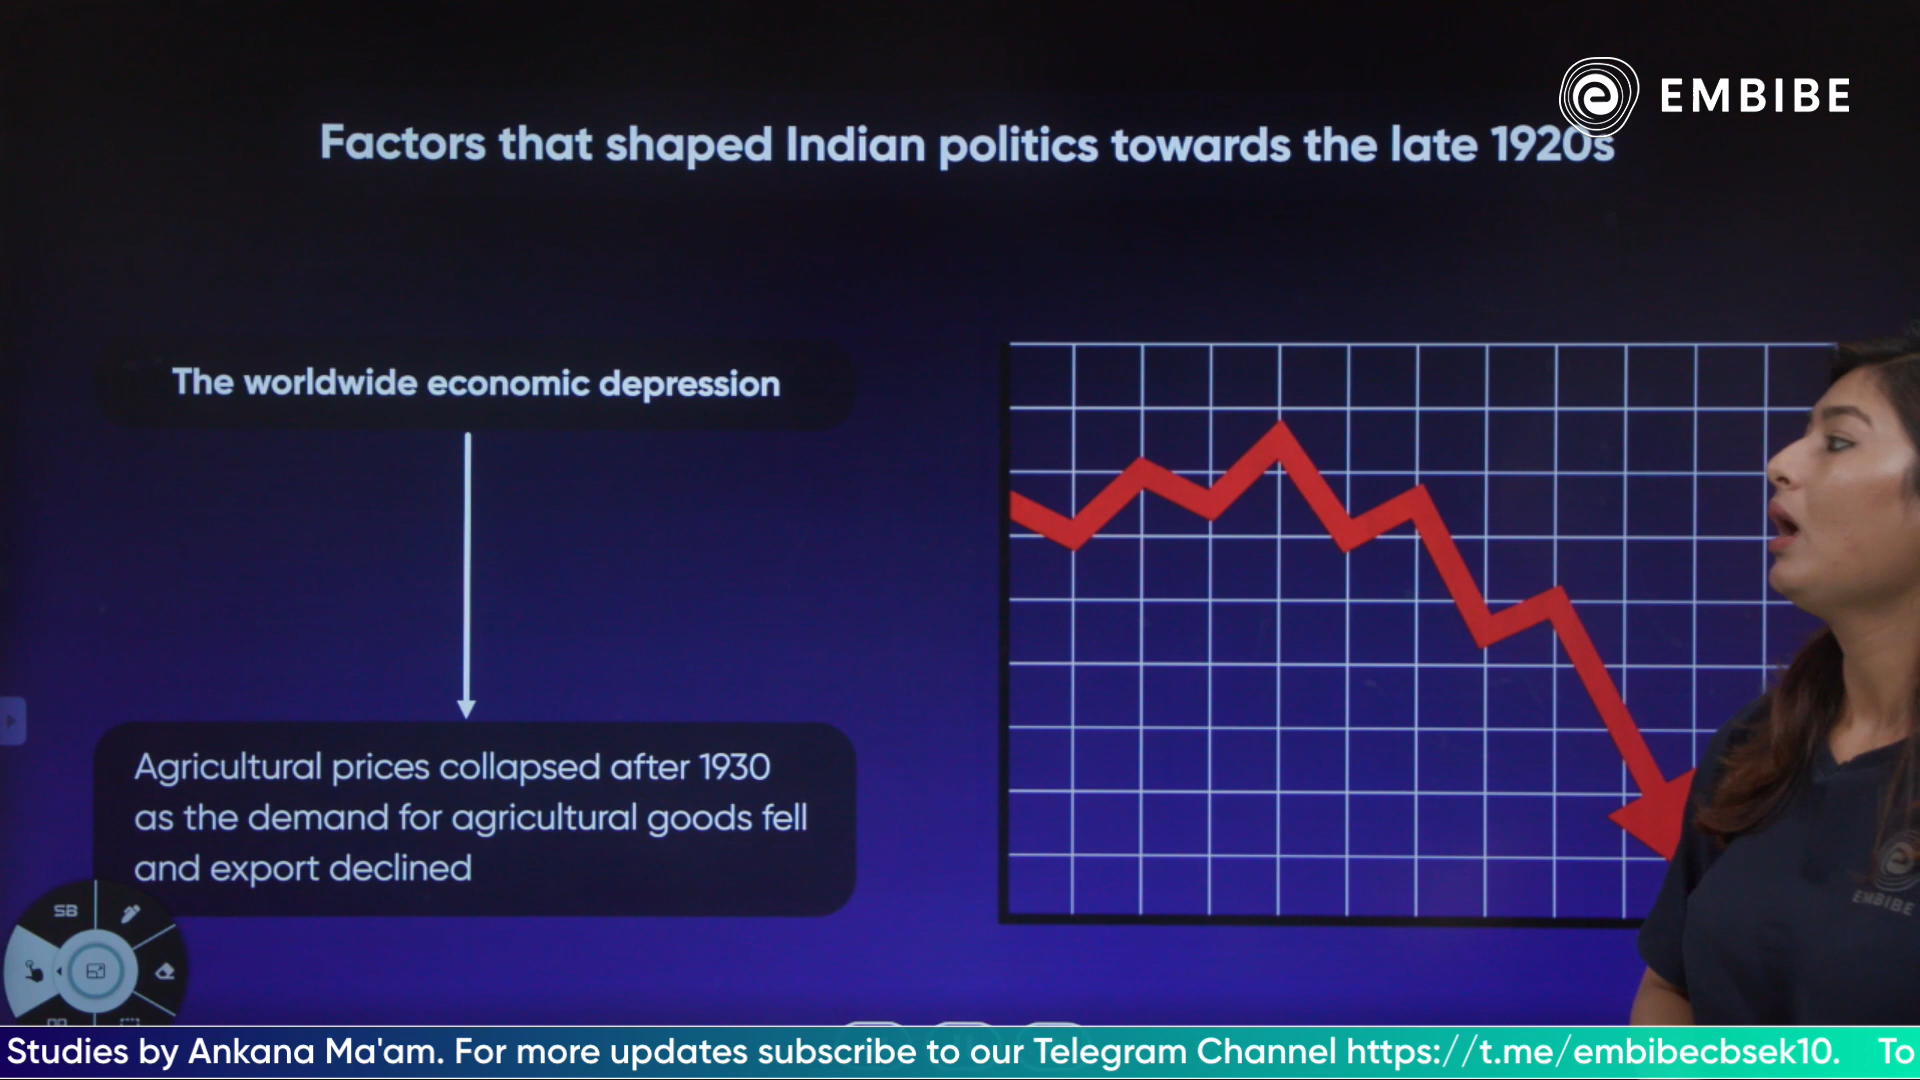 EMBIBE
Factors that shaped Indian politics towards the late 1920s
The worldwide economic depression
Agricultural prices collapsed after 1930
as the demand for agricultural goods fell
and export declined
SB
EMBIBE
Studies by Ankana Ma'am. For more updates subscribe to our Telegram Channel https://t.me/embibecbsek10. To